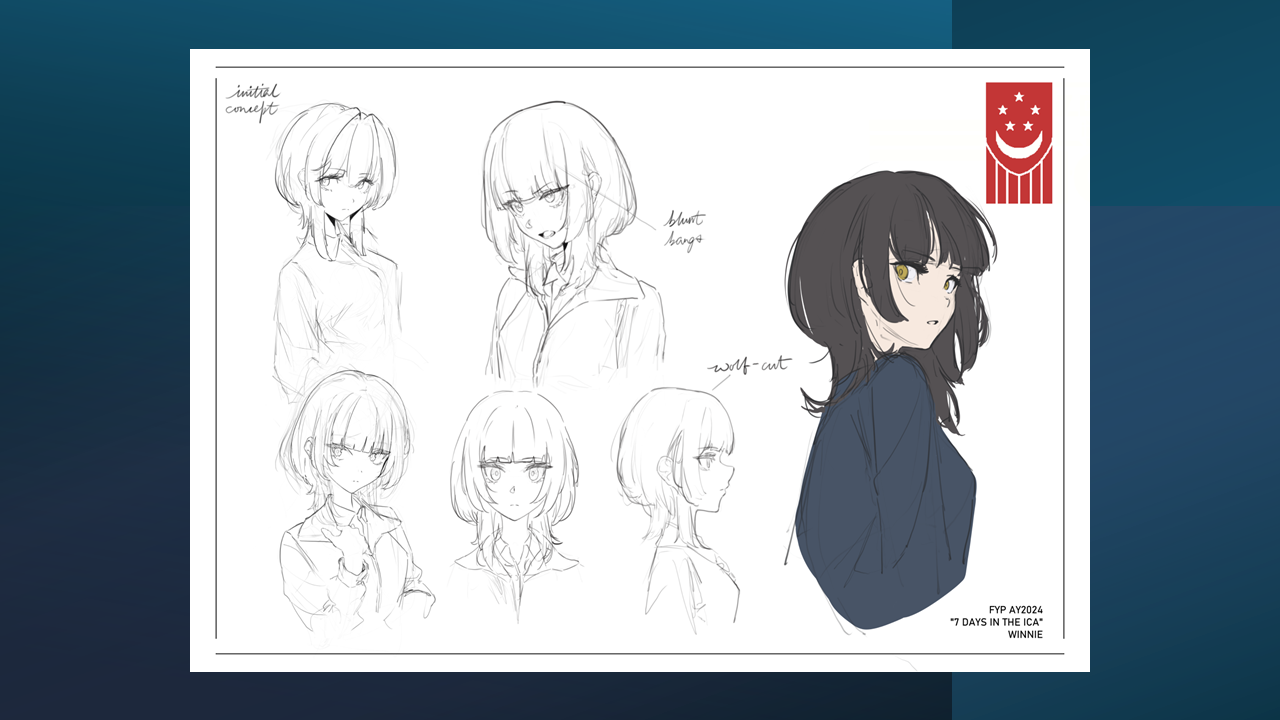 initial
concept
blunt
bangs
wolf-cut
FYP AY2024
"7 DAYS IN THE ICA"
WINNIE